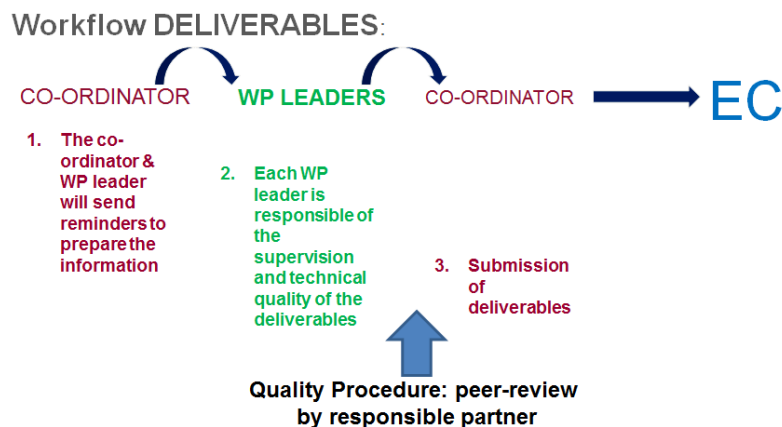 Workflow DELIVERABLES:
CO-ORDINATOR
WP LEADERS
CO-ORDINATOR
EC
1. The co-
ordinator &
WP leader
will send
reminders to
prepare the
information
2. Each WP
leader is
responsible of
the
supervision
and technical
quality of the
deliverables
3. Submission
of
deliverables
Quality Procedure: peer-review
by responsible partner